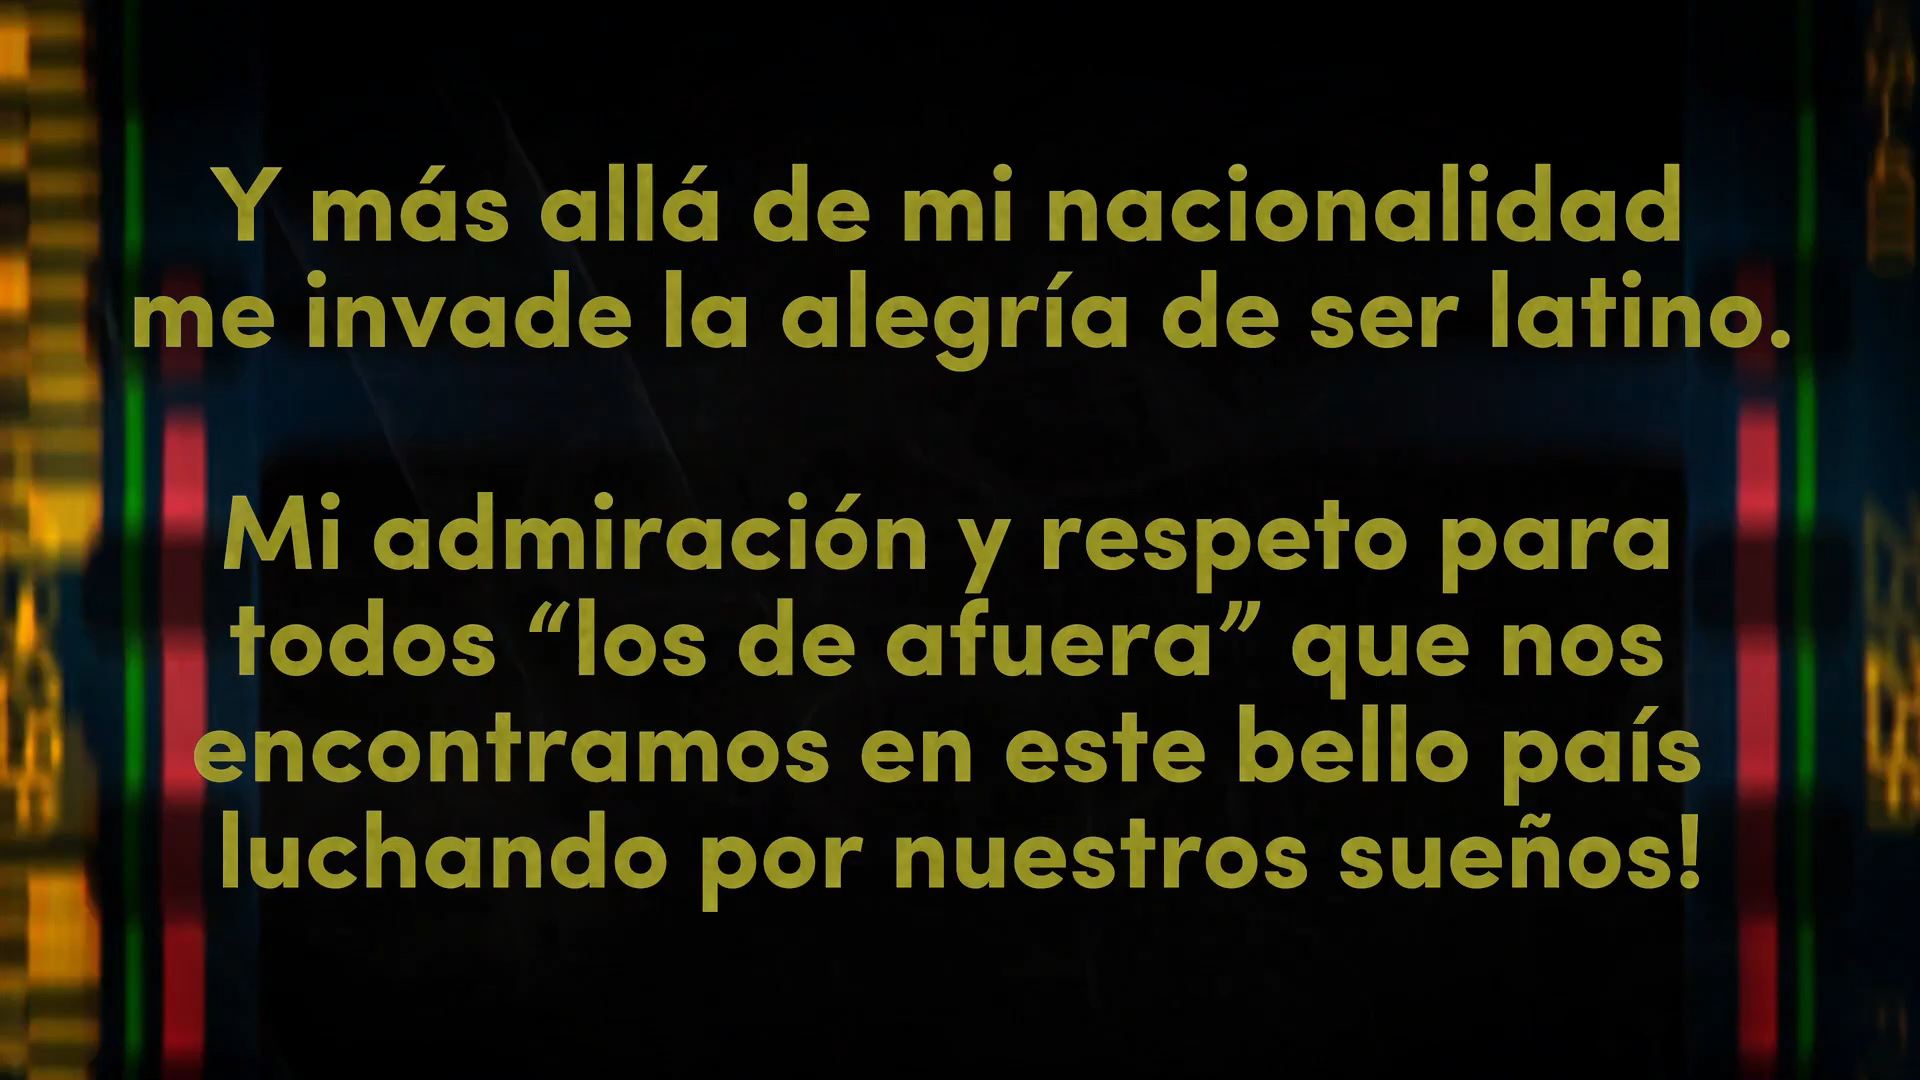 Y más allá de mi nacionalidad
me invade la alegría de ser latino.
Mi admiración y respeto para
todos “los de afuera” que nos
encontramos en este bello país
luchando por nuestros sueños!